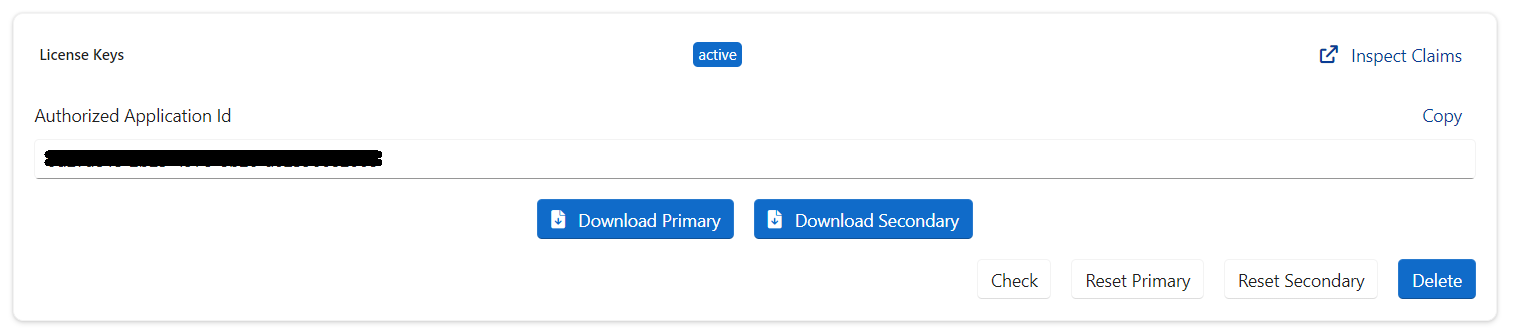 License Keys active Inspect Claims
Authorized Application Id Copy
Download Primary Download Secondary
Check Reset Primary Reset Secondary Delete